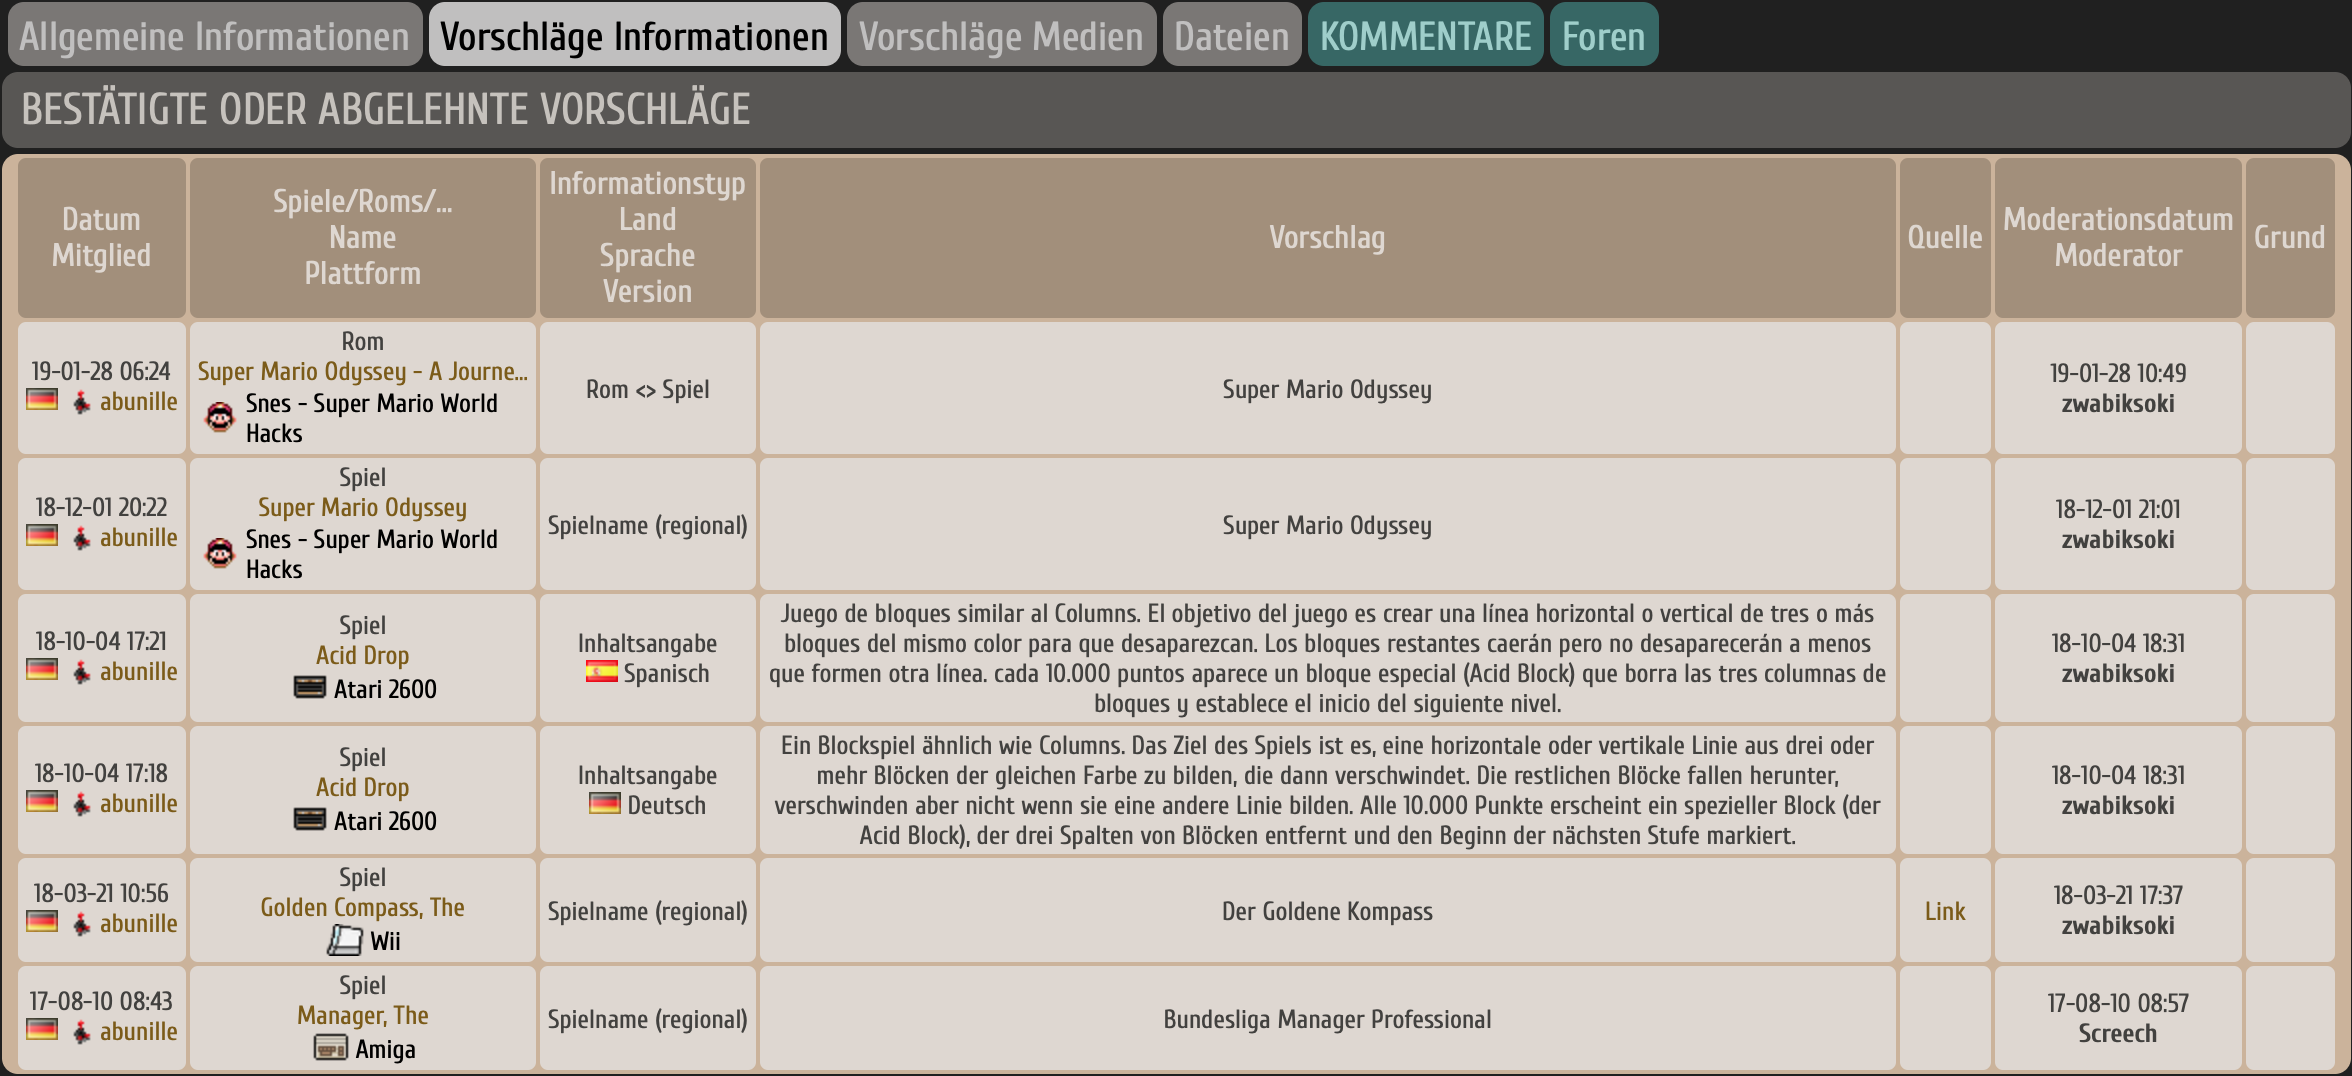 Allgemeine Informationen
Vorschläge Informationen
Vorschläge Medien
Dateien
KOMMENTARE
Foren
BESTÄTIGTE ODER ABGELEHNTE VORSCHLÄGE
Datum
Mitglied
Spiele/Roms/...
Name
Plattform
Informationstyp
Land
Sprache
Version
Vorschlag
Quelle
Moderationsdatum
Moderator
Grund
19-01-28 06:24
abunille
Rom
Super Mario Odyssey - A Journe...
Snes - Super Mario World
Hacks
Rom <> Spiel
Super Mario Odyssey
19-01-28 10:49
zwabiksoki
18-12-01 20:22
abunille
Spiel
Super Mario Odyssey
Snes - Super Mario World
Hacks
Spielname (regional)
Super Mario Odyssey
18-12-01 21:01
zwabiksoki
18-10-04 17:21
abunille
Spiel
Acid Drop
Atari 2600
Inhaltsangabe
Spanisch
Juego de bloques similar al Columns. El objetivo del juego es crear una línea horizontal o vertical de tres o más
bloques del mismo color para que desaparezcan. Los bloques restantes caerán pero no desaparecerán a menos
que formen otra línea. cada 10.000 puntos aparece un bloque especial (Acid Block) que borra las tres columnas de
bloques y establece el inicio del siguiente nivel.
18-10-04 18:31
zwabiksoki
18-10-04 17:18
abunille
Spiel
Acid Drop
Atari 2600
Inhaltsangabe
Deutsch
Ein Blockspiel ähnlich wie Columns. Das Ziel des Spiels ist es, eine horizontale oder vertikale Linie aus drei oder
mehr Blöcken der gleichen Farbe zu bilden, die dann verschwindet. Die restlichen Blöcke fallen herunter,
verschwinden aber nicht wenn sie eine andere Linie bilden. Alle 10.000 Punkte erscheint ein spezieller Block (der
Acid Block), der drei Spalten von Blöcken entfernt und den Beginn der nächsten Stufe markiert.
18-10-04 18:31
zwabiksoki
18-03-21 10:56
abunille
Spiel
Golden Compass, The
Wii
Spielname (regional)
Der Goldene Kompass
Link
18-03-21 17:37
zwabiksoki
17-08-10 08:43
abunille
Spiel
Manager, The
Amiga
Spielname (regional)
Bundesliga Manager Professional
17-08-10 08:57
Screech